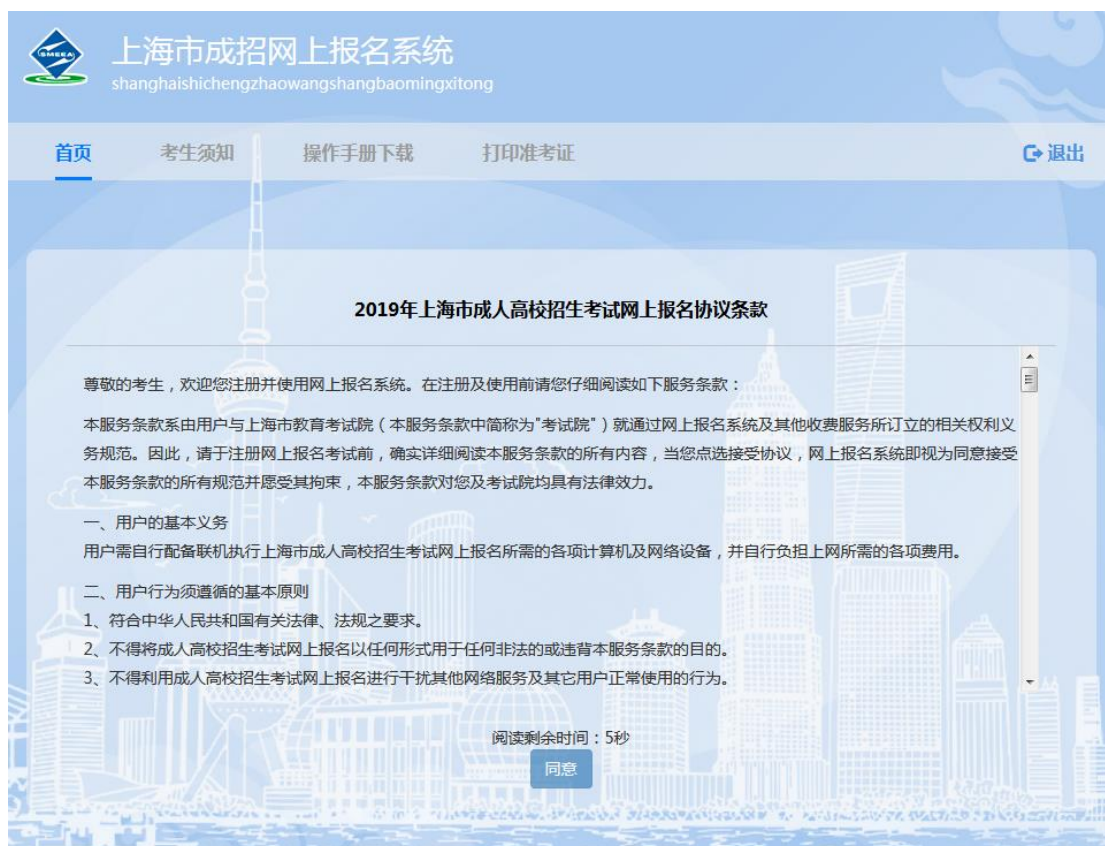 SMEEA
上海市成招网上报名系统
shanghaishichengzhaowangshangbaomingxitong
首页 考生须知 操作手册下载 打印准考证 退出
2019年上海市成人高校招生考试网上报名协议条款
尊敬的考生，欢迎您注册并使用网上报名系统。在注册及使用前请您仔细阅读如下服务条款：
本服务条款系由用户与上海市教育考试院（本服务条款中简称为"考试院"）就通过网上报名系统及其他收费服务所订立的相关权利义
务规范。因此，请于注册网上报名考试前，确实详细阅读本服务条款的所有内容，当您点选接受协议，网上报名系统即视为同意接受
本服务条款的所有规范并愿受其拘束，本服务条款对您及考试院均具有法律效力。
一、用户的基本义务
用户需自行配备联机执行上海市成人高校招生考试网上报名所需的各项计算机及网络设备，并自行负担上网所需的各项费用。
二、用户行为须遵循的基本原则
1、符合中华人民共和国有关法律、法规之要求。
2、不得将成人高校招生考试网上报名以任何形式用于任何非法的或违背本服务条款的目的。
3、不得利用成人高校招生考试网上报名进行干扰其他网络服务及其它用户正常使用的行为。
阅读剩余时间：5秒
同意